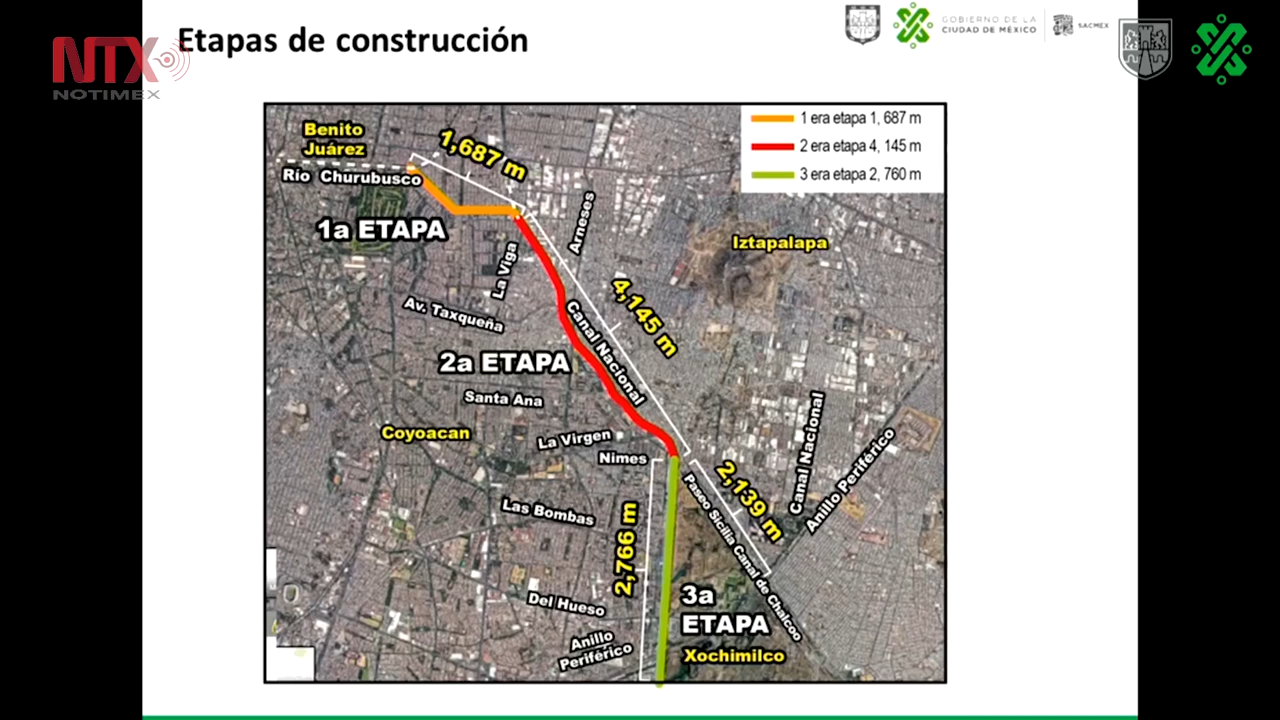 Etapas de construcción
NTX
NOTIMEX
GOBIERNO DE LA
CIUDAD DE MÉXICO
SACMEX
1 era etapa 1, 687 m
2 era etapa 4, 145 m
3 era etapa 2, 760 m
Benito
Juárez
1,687 m
Río Churubusco
1a ETAPA
Arneses
Iztapalapa
La Viga
4,145 m
Av. Taxqueña
Canal Nacional
2a ETAPA
Santa Ana
Coyoacan
La Virgen
Nimes
Canal Nacional
Anillo Periférico
2,139 m
Paseo Sicilia Canal de Chalcoo
Las Bombas
2,766 m
Del Hueso
3a
ETAPA
Anillo
Periférico
Xochimilco